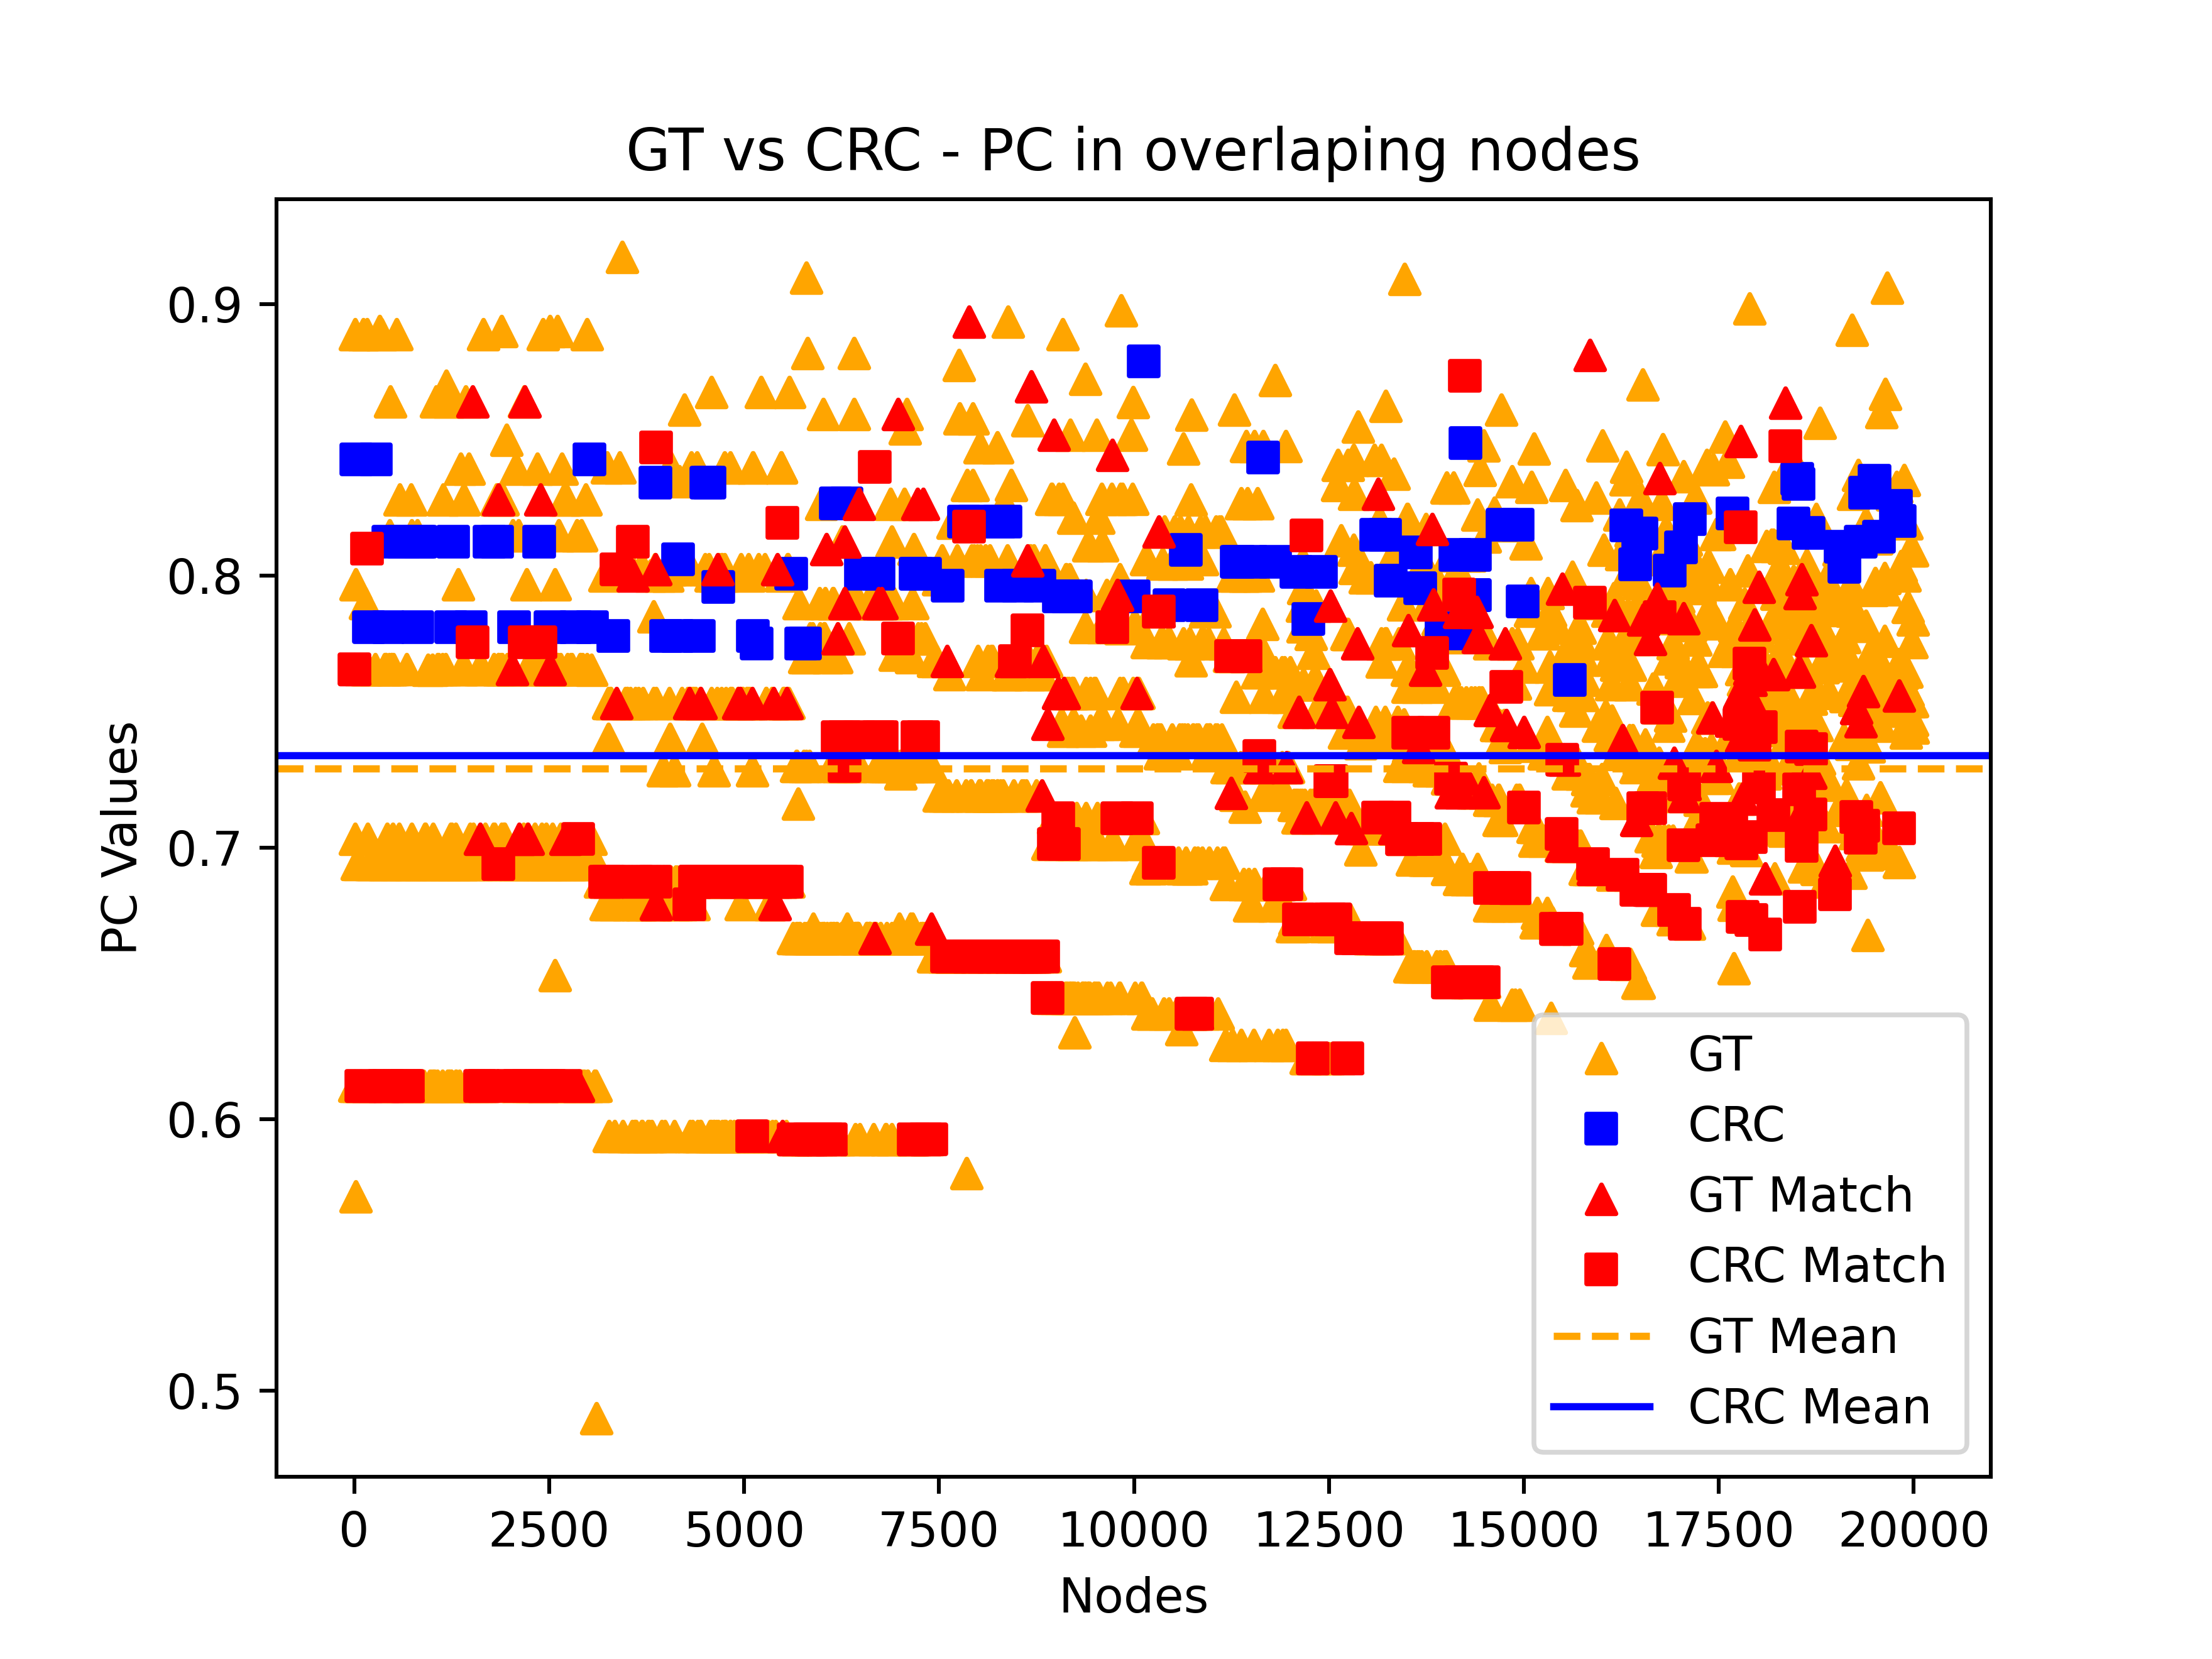 GT vs CRC - PC in overlaping nodes
PC Values
0.9
0.8
0.7
0.6
0.5
0 2500 5000 7500 10000 12500 15000 17500 20000
Nodes
GT
CRC
GT Match
CRC Match
GT Mean
CRC Mean